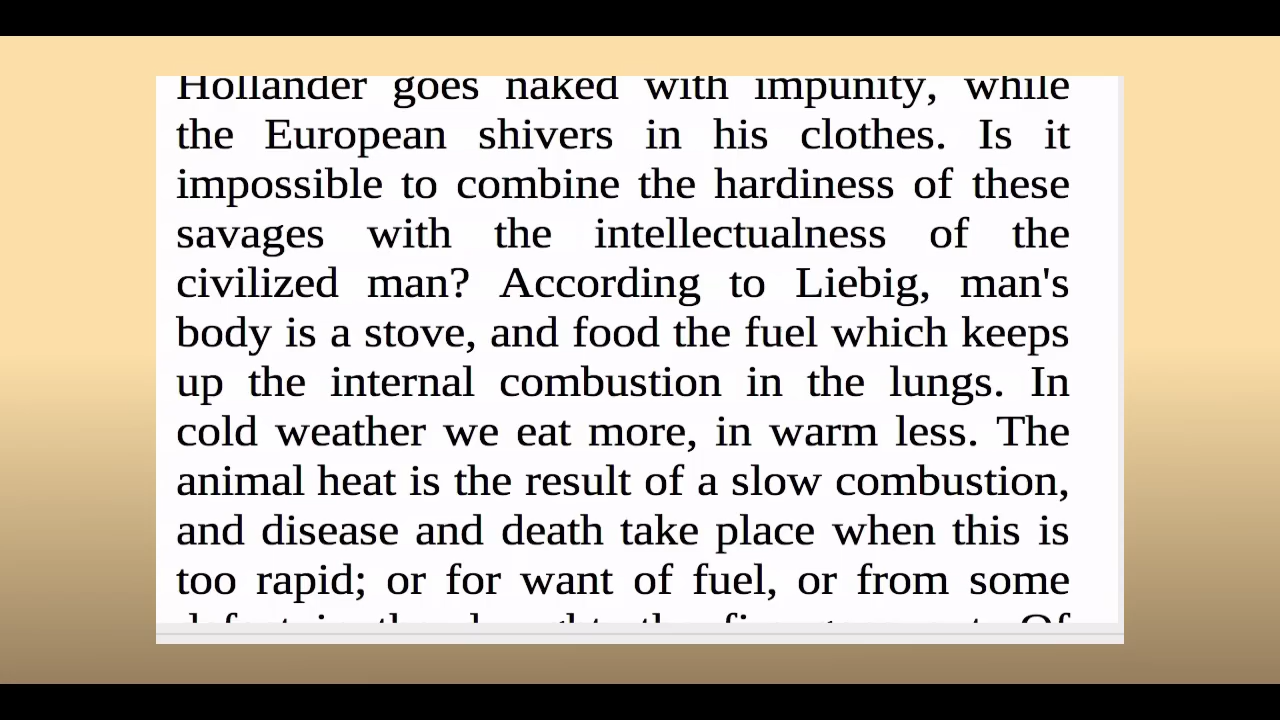 Hollander goes naked with impunity, while
the European shivers in his clothes. Is it
impossible to combine the hardiness of these
savages with the intellectualness of the
civilized man? According to Liebig, man's
body is a stove, and food the fuel which keeps
up the internal combustion in the lungs. In
cold weather we eat more, in warm less. The
animal heat is the result of a slow combustion,
and disease and death take place when this is
too rapid; or for want of fuel, or from some